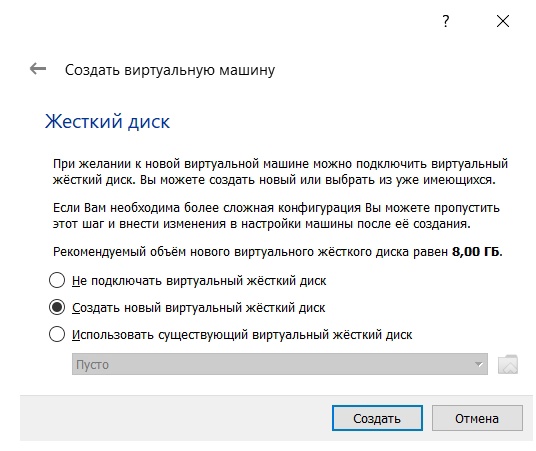 ?
Создать виртуальную машину
Жесткий диск
При желании к новой виртуальной машине можно подключить виртуальный
жёсткий диск. Вы можете создать новый или выбрать из уже имеющихся.
Если Вам необходима более сложная конфигурация Вы можете пропустить
этот шаг и внести изменения в настройки машины после её создания.
Рекомендуемый объём нового виртуального жёсткого диска равен 8,00 ГБ.
Не подключать виртуальный жёсткий диск
Создать новый виртуальный жёсткий диск
Использовать существующий виртуальный жёсткий диск
Пусто
Создать
Отмена